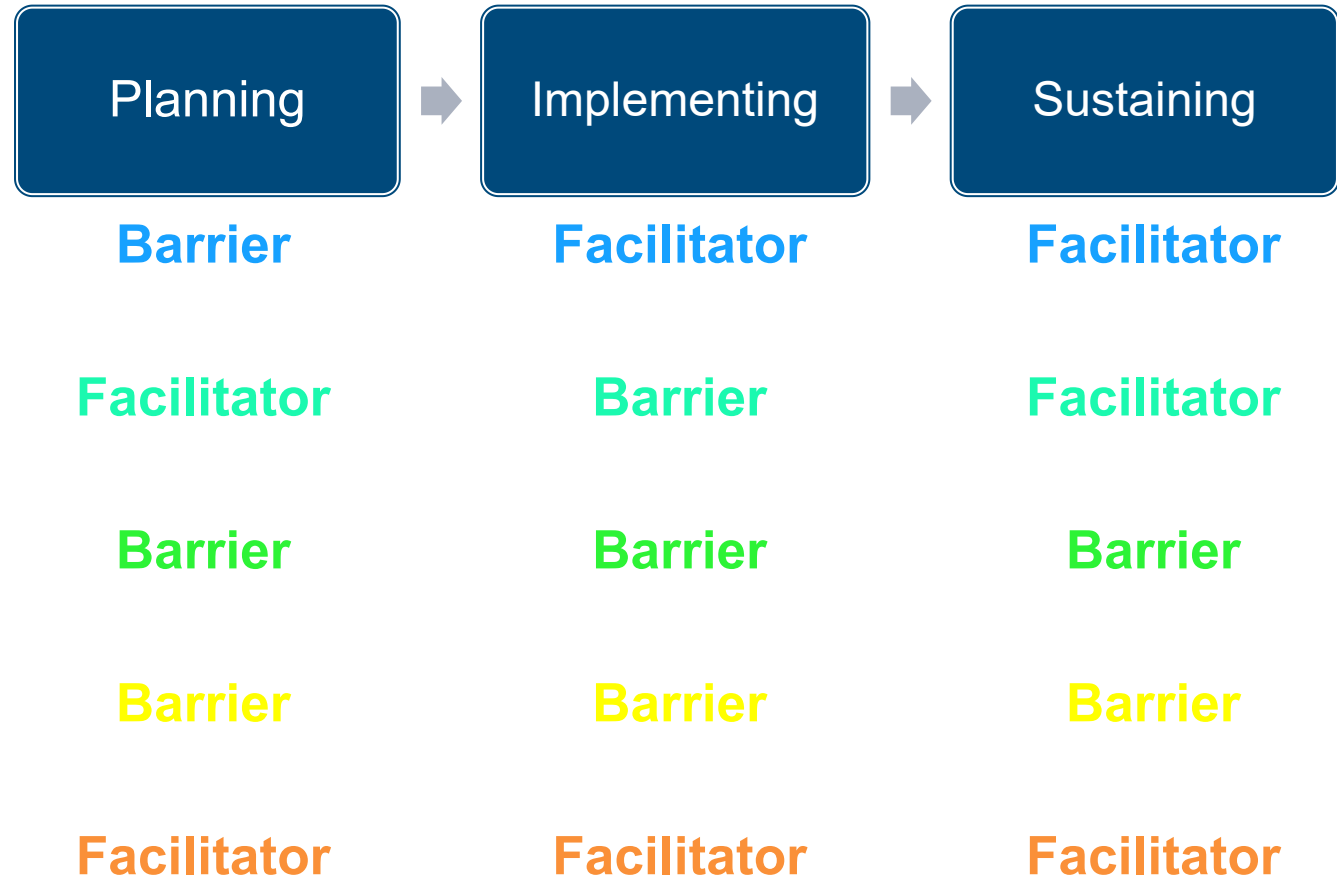 Planning Implementing Sustaining
Barrier Facilitator Facilitator
Facilitator Barrier Facilitator
Barrier Barrier Barrier
Barrier Barrier Barrier
Facilitator Facilitator Facilitator